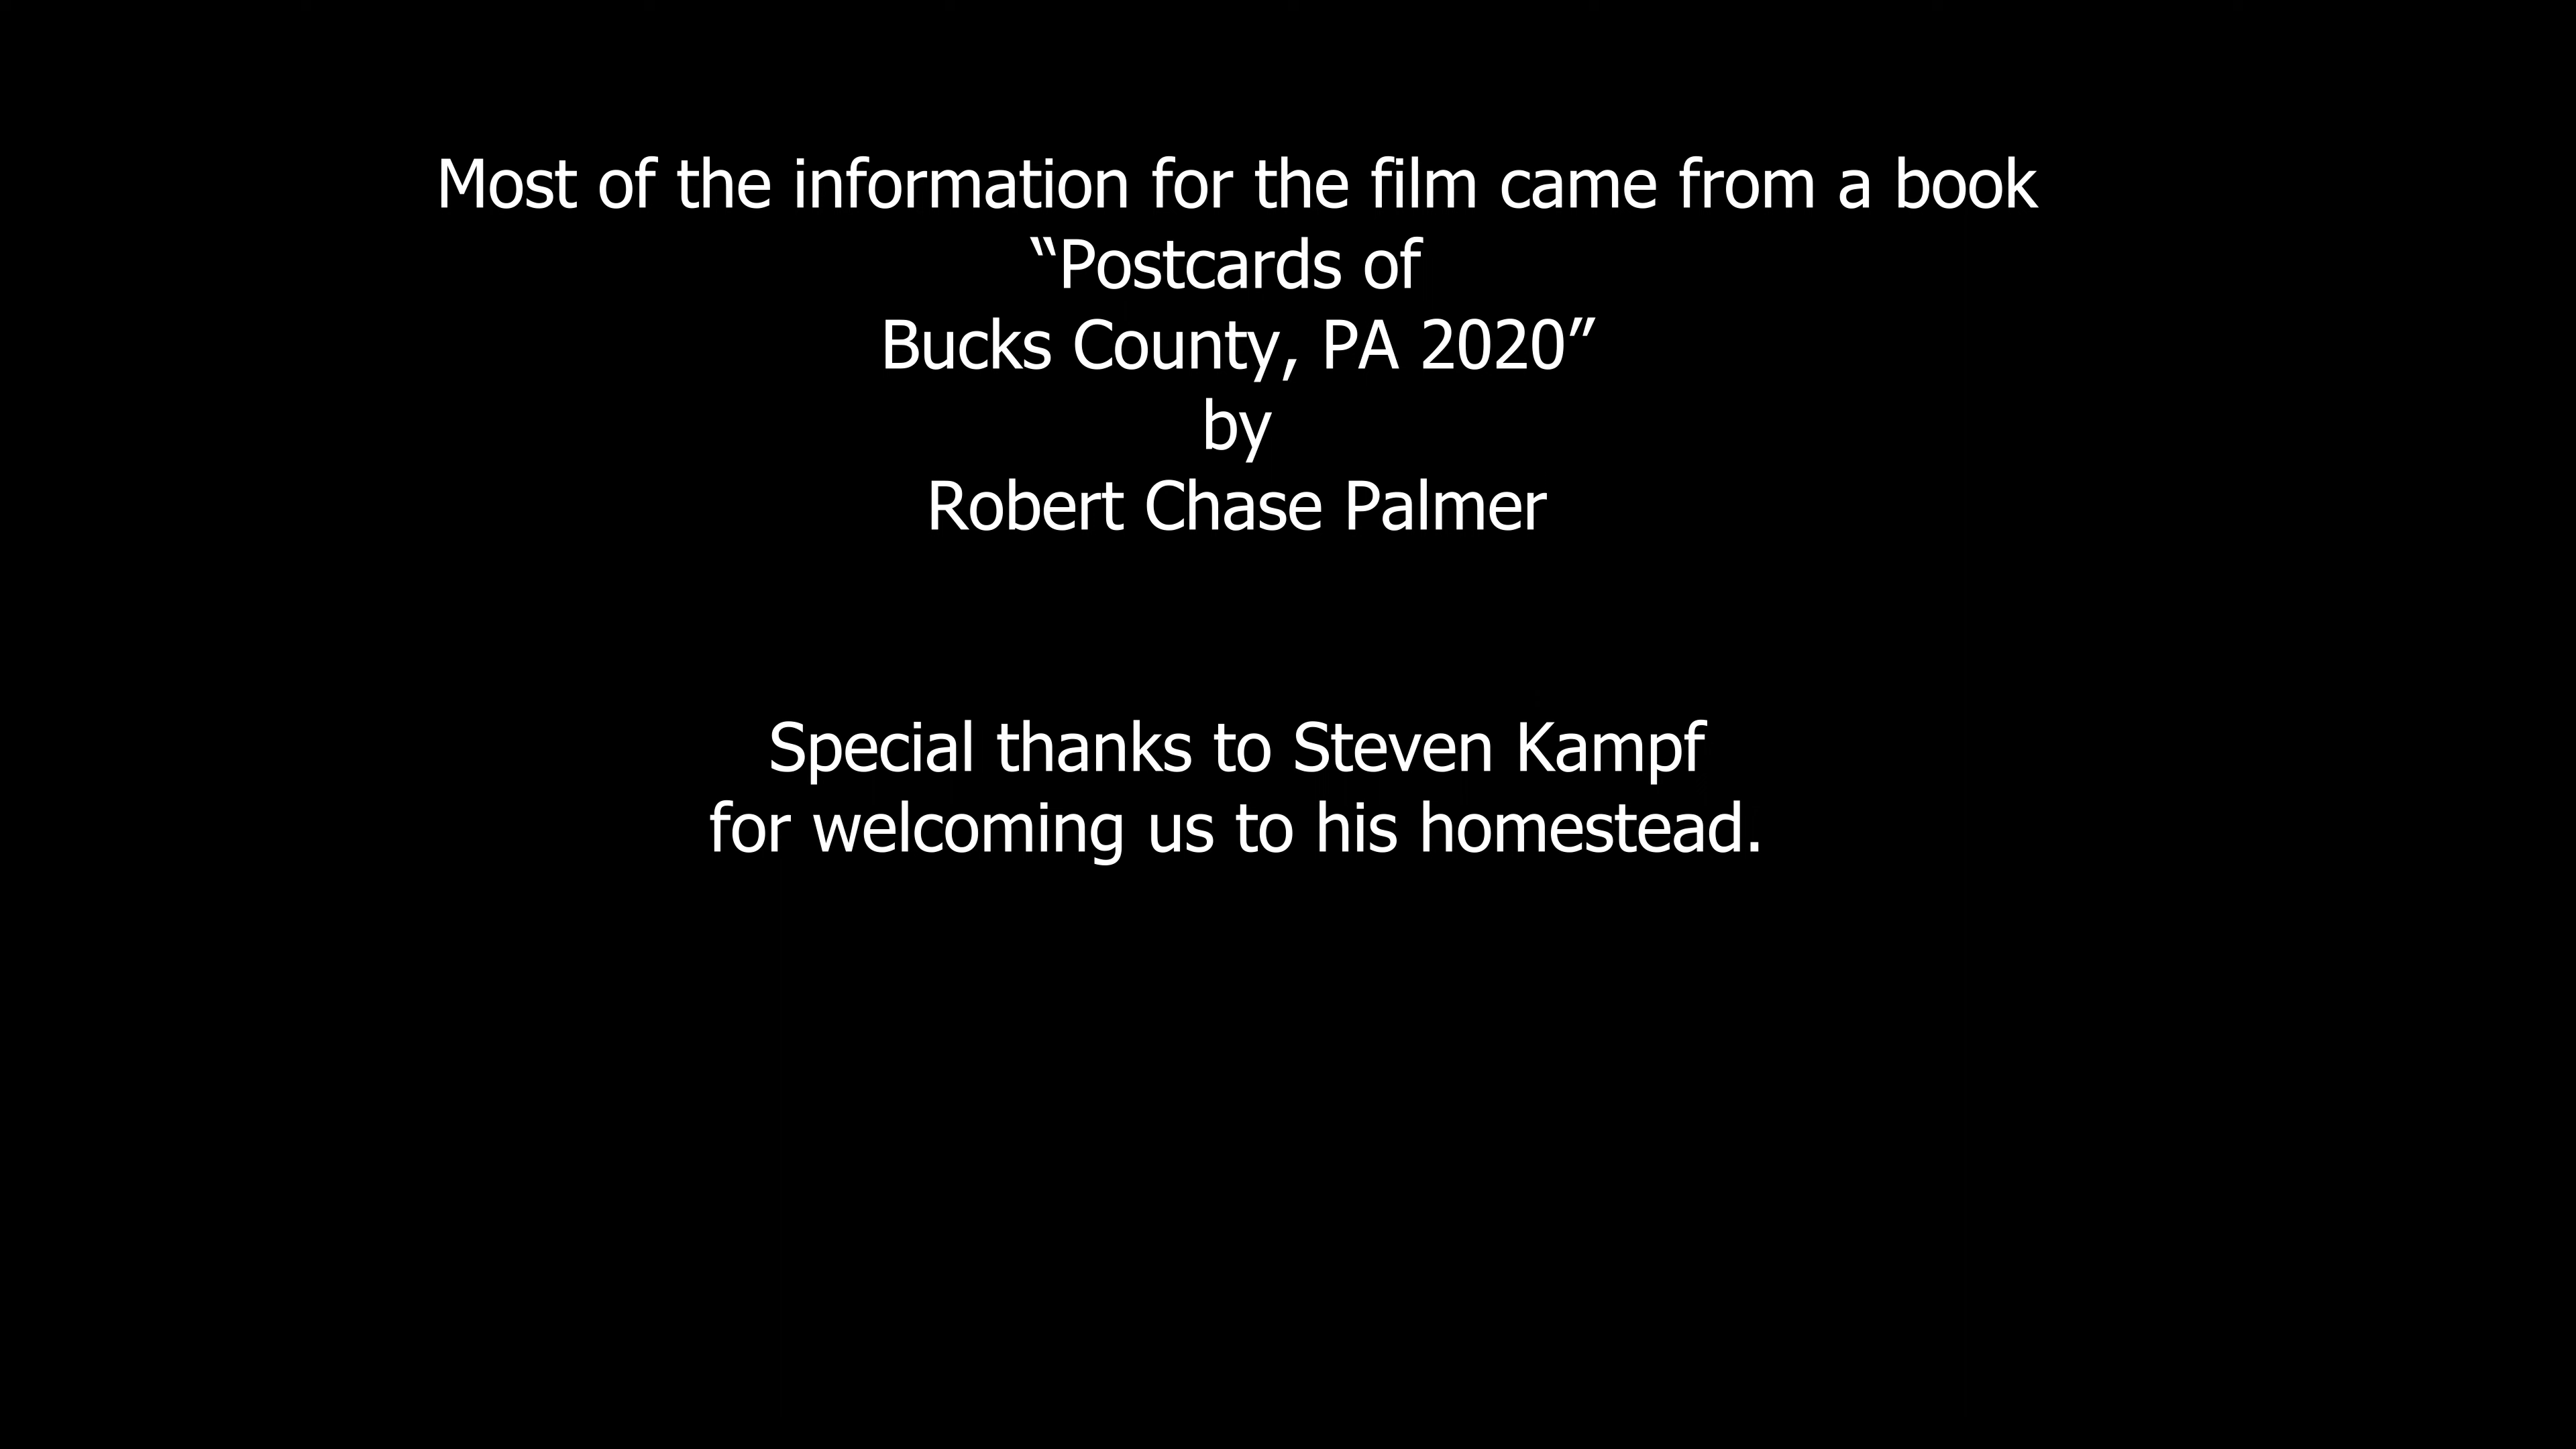 Most of the information for the film came from a book
“Postcards of
Bucks County, PA 2020”
by
Robert Chase Palmer
Special thanks to Steven Kampf
for welcoming us to his homestead.